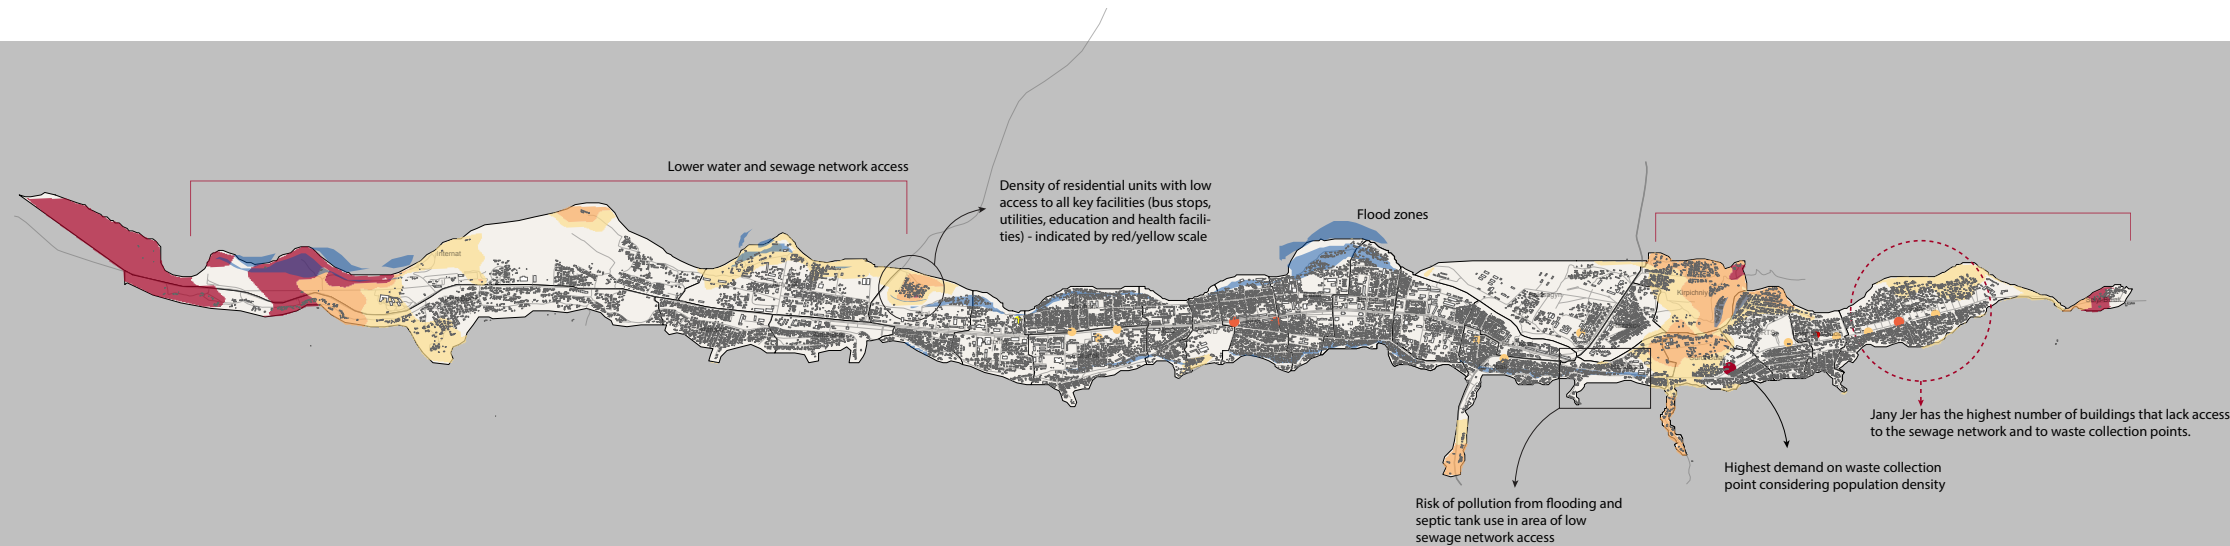 Lower water and sewage network access
Density of residential units with low
access to all key facilities (bus stops,
utilities, education and health facili-
ties) - indicated by red/yellow scale
Flood zones
Kirpichniy
Jany Jer has the highest number of buildings that lack access
to the sewage network and to waste collection points.
Highest demand on waste collection
point considering population density
Risk of pollution from flooding and
septic tank use in area of low
sewage network access